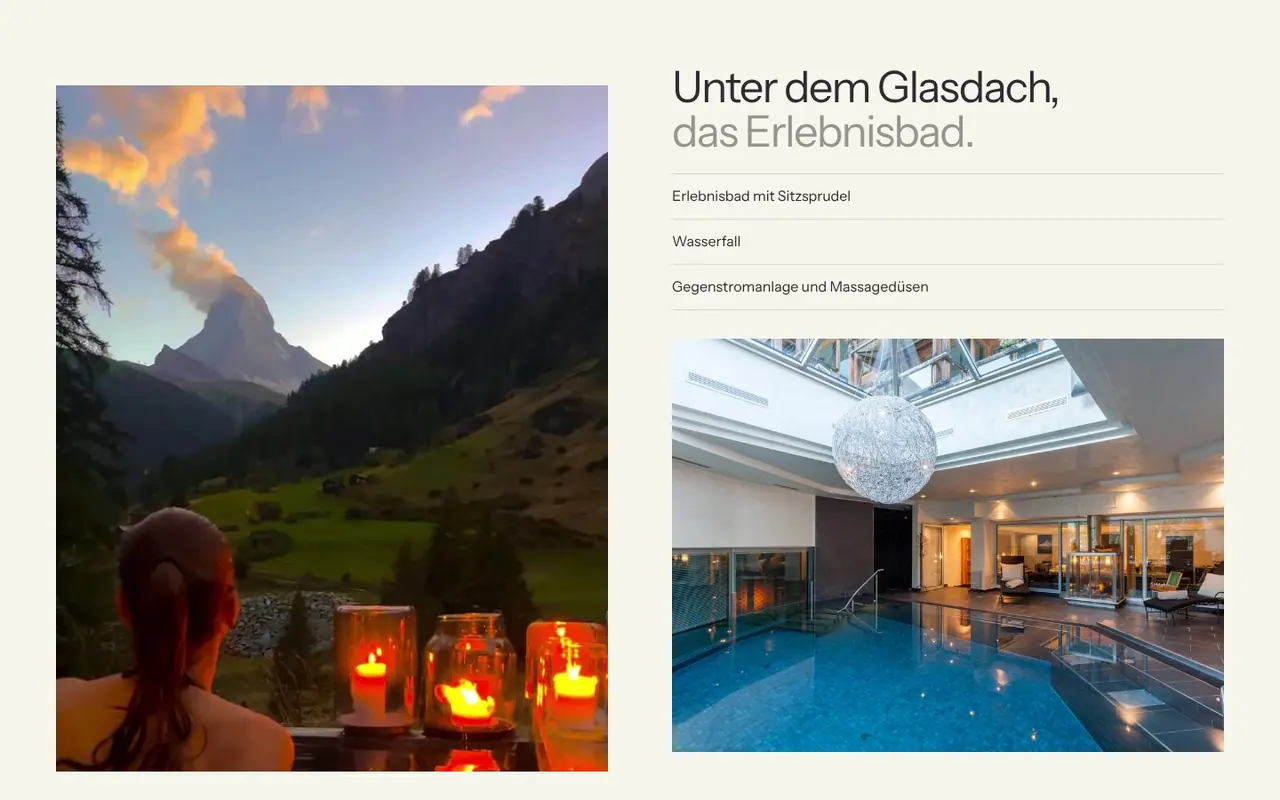 Unter dem Glasdach,
das Erlebnisbad.
Erlebnisbad mit Sitzsprudel
Wasserfall
Gegenstromanlage und Massagedüsen